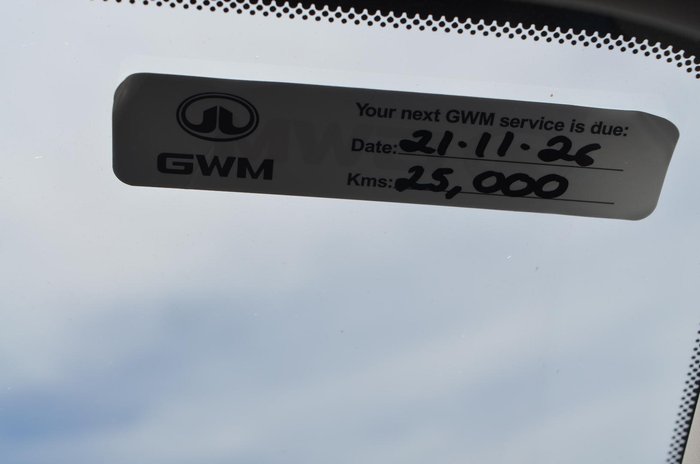 GWM
Your next GWM service is due:
Date: 21.11.26
Kms: 25,000